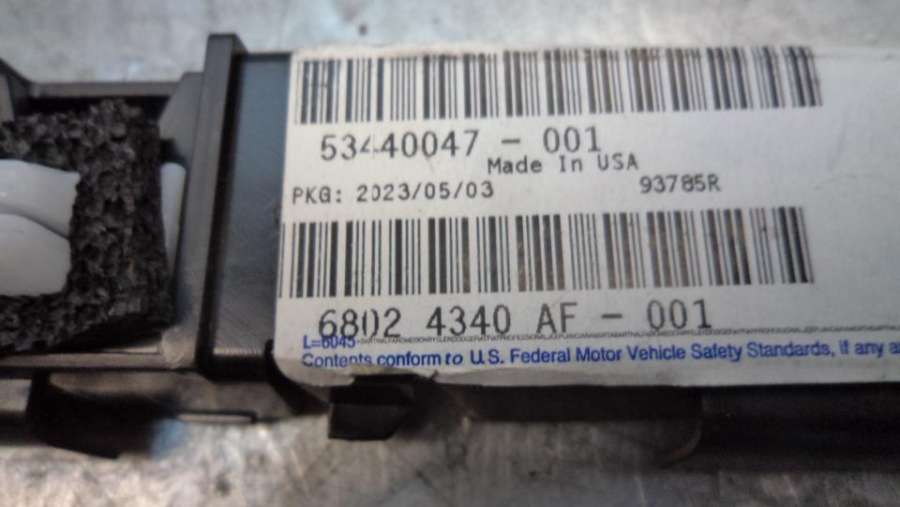 53440047 - 001
Made In USA
PKG: 2023/05/03 93785R
6802 4340 AF - 001
L=6045
Contents conform to U.S. Federal Motor Vehicle Safety Standards, if any